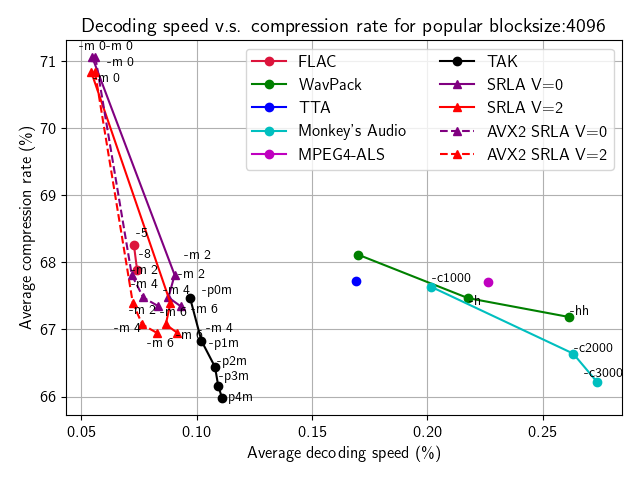 Decoding speed v.s. compression rate for popular blocksize:4096
Average compression rate (%)
71
70
69
68
67
66
0.05
0.10
0.15
0.20
0.25
Average decoding speed (%)
FLAC
WavPack
TTA
Monkey's Audio
MPEG4-ALS
TAK
SRLA V=0
SRLA V=2
AVX2 SRLA V=0
AVX2 SRLA V=2
-m 0
-m 0
-m 0
-m 0
-5
-8
-m 2
-m 2
-m 2
-m 4
-m 4
-m 2
-m 6
-m 6
-p0m
-m 4
-m 4
-m 6
-m 6
-p1m
-p2m
-p3m
-p4m
-c1000
-h
-hh
-c2000
-c3000